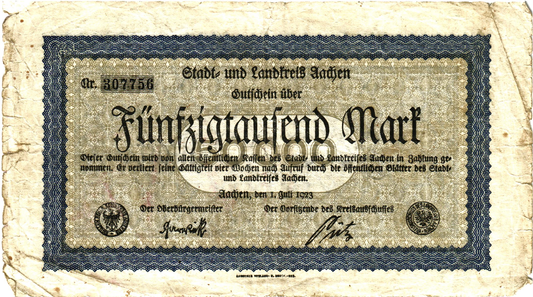 Stadt- und Landkreis Aachen
Nr. 307756
Gutschein über
Fünfzigtausend Mark
Dieser Gutschein wird von allen öffentlichen Kassen des Stadt- und Landkreises Aachen in Zahlung ge-
nommen. Er verliert seine Gültigkeit vier Wochen nach Aufruf durch die öffentlichen Blätter des Stadt-
und Landkreises Aachen.
Aachen, den 1. Juli 1923
Der Oberbürgermeister Der Vorsitzende des Kreisausschusses